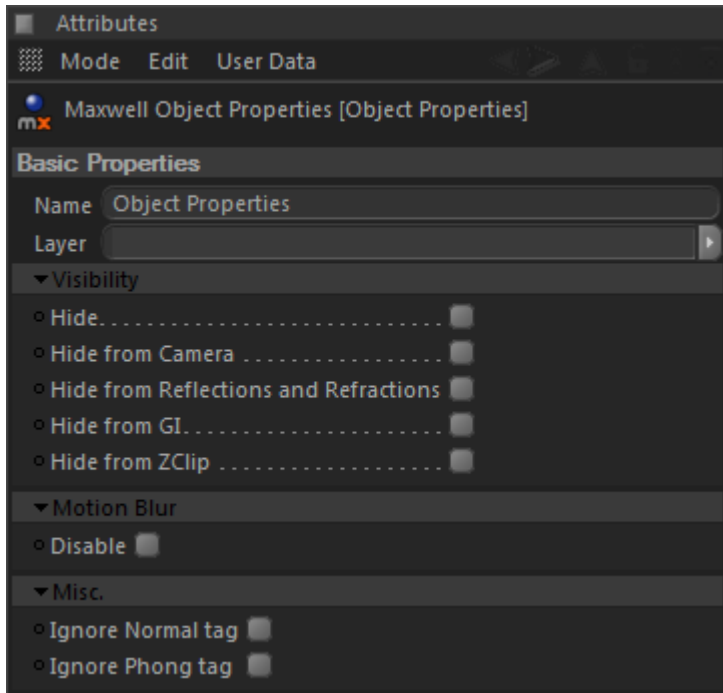 Attributes
Mode Edit User Data
mx Maxwell Object Properties [Object Properties]
Basic Properties
Name Object Properties
Layer
Visibility
Hide. . . . . . . . . . . . . . . . . . . . . . . . . . . . .
Hide from Camera . . . . . . . . . . . . . . . . .
Hide from Reflections and Refractions
Hide from GI. . . . . . . . . . . . . . . . . . . . . .
Hide from ZClip . . . . . . . . . . . . . . . . . . .
Motion Blur
Disable
Misc.
Ignore Normal tag
Ignore Phong tag